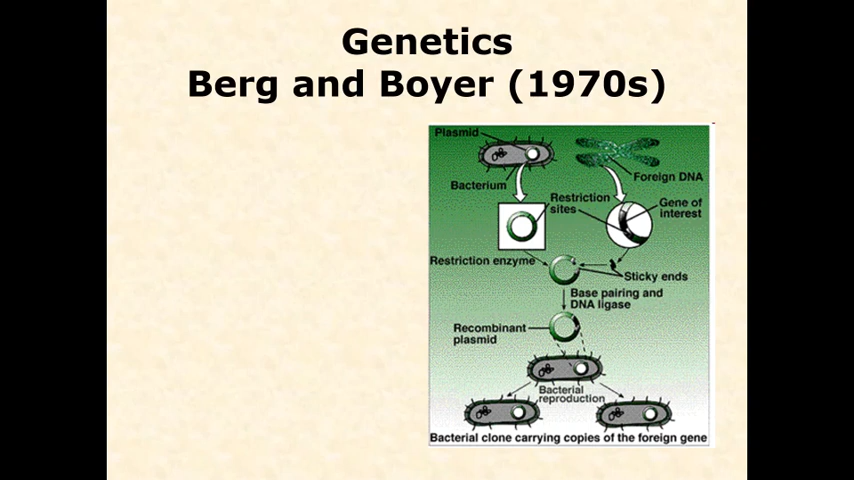 Genetics
Berg and Boyer (1970s)
Plasmid
Bacterium
Foreign DNA
Restriction
sites
Gene of
interest
Restriction enzyme
Sticky ends
Base pairing and
DNA ligase
Recombinant
plasmid
Bacterial
reproduction
Bacterial clone carrying copies of the foreign gene